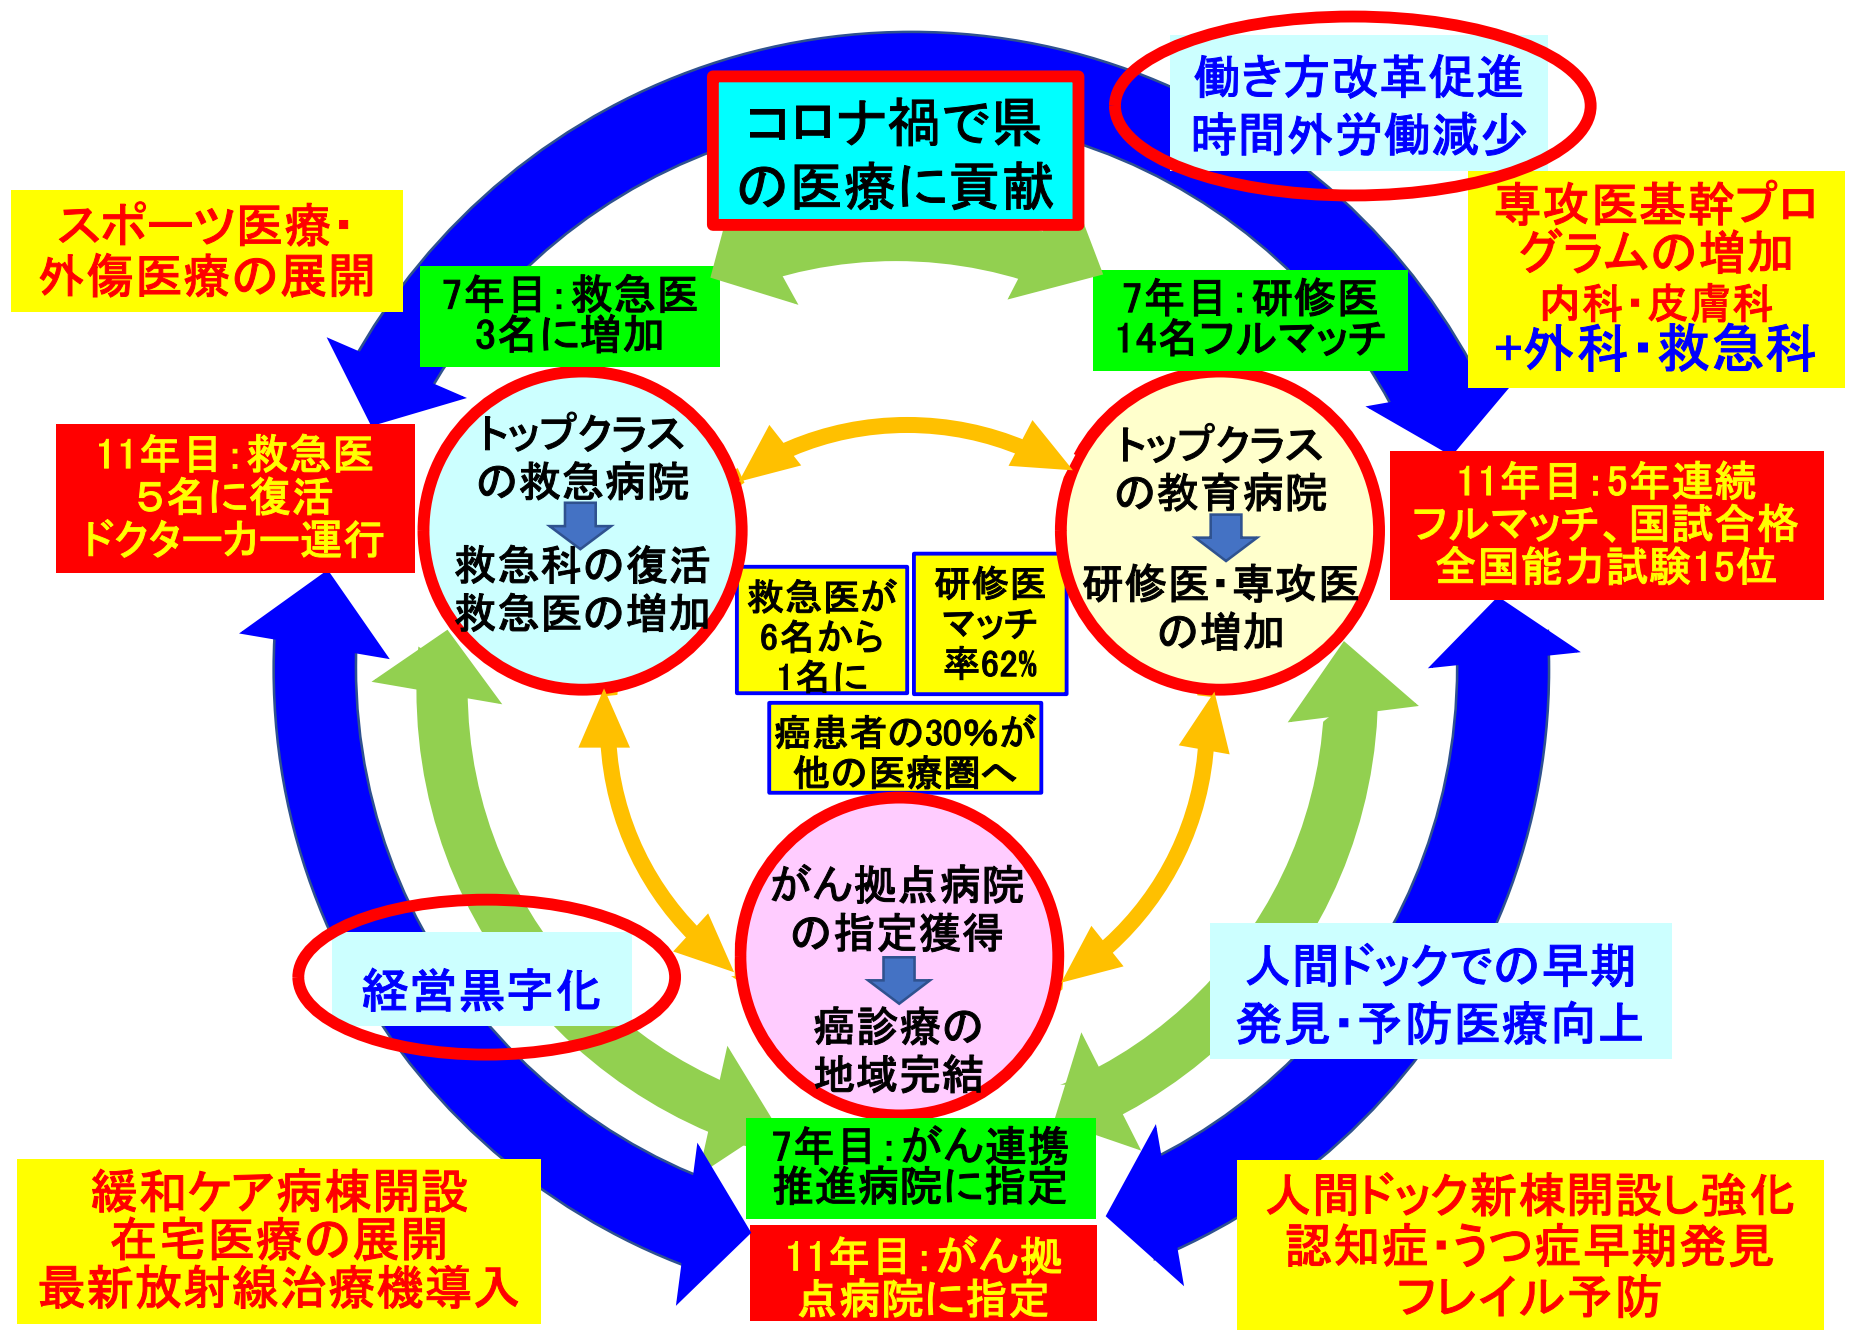 働き方改革促進
時間外労働減少
コロナ禍で県
の医療に貢献
スポーツ医療・
外傷医療の展開
専攻医基幹プロ
グラムの増加
内科・皮膚科
+外科・救急科
7年目:救急医
3名に増加
7年目:研修医
14名フルマッチ
11年目:救急医
5名に復活
ドクターカー運行
トップクラス
の救急病院
救急科の復活
救急医の増加
トップクラス
の教育病院
研修医・専攻医
の増加
11年目:5年連続
フルマッチ、国試合格
全国能力試験15位
救急医が
6名から
1名に
研修医
マッチ
率62%
癌患者の30%が
他の医療圏へ
がん拠点病院
の指定獲得
癌診療の
地域完結
経営黒字化
人間ドックでの早期
発見・予防医療向上
7年目:がん連携
推進病院に指定
11年目:がん拠
点病院に指定
緩和ケア病棟開設
在宅医療の展開
最新放射線治療機導入
人間ドック新棟開設し強化
認知症・うつ症早期発見
フレイル予防